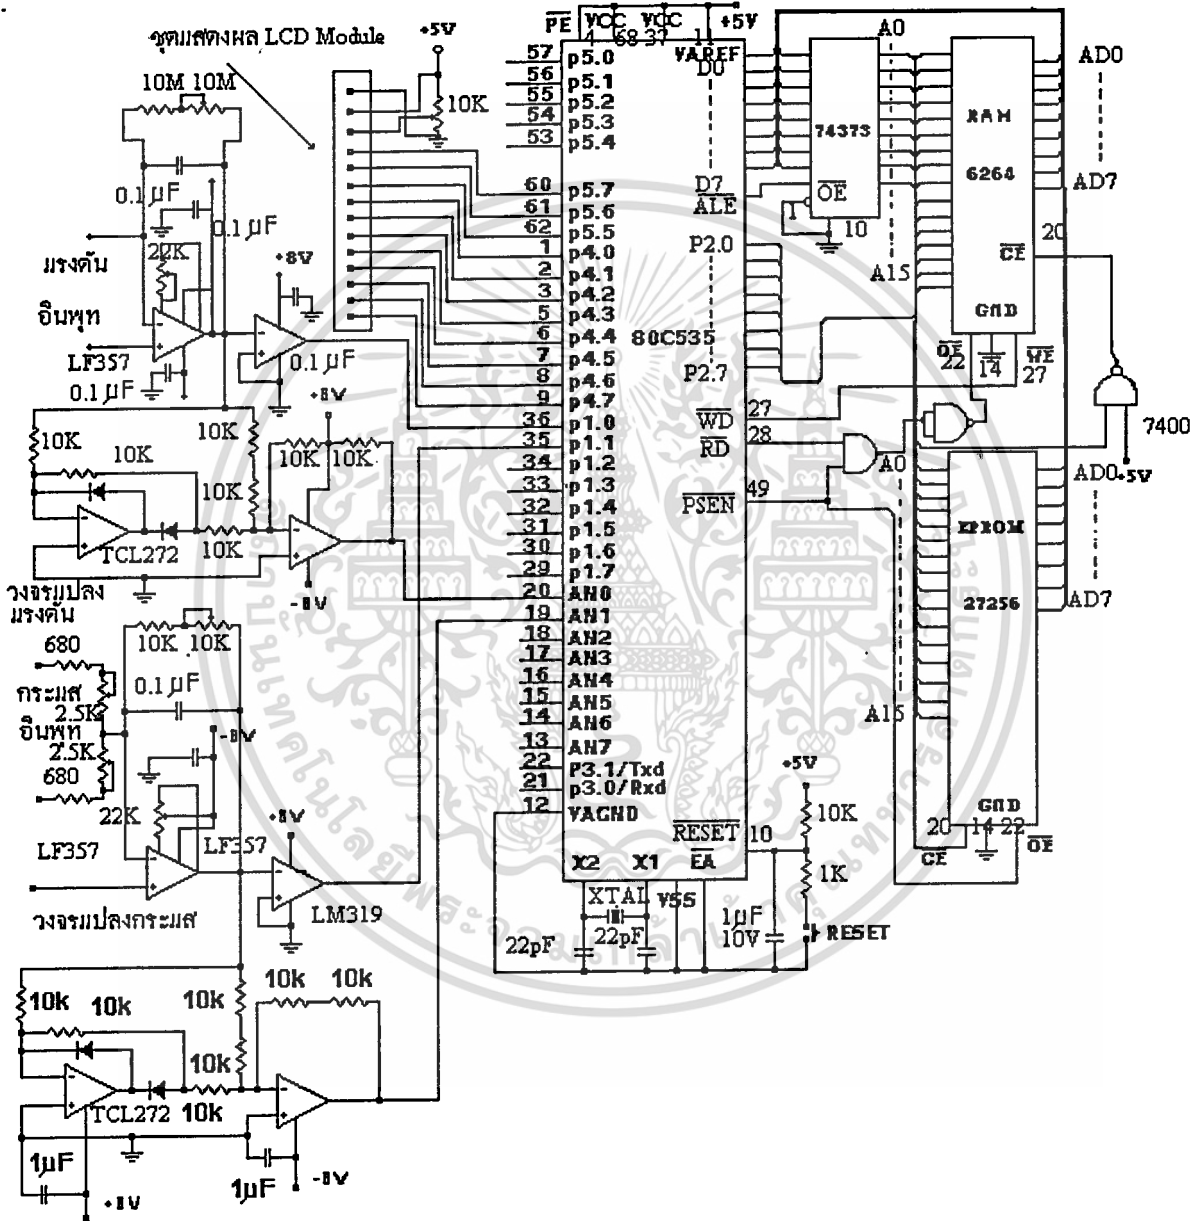 ชุดแสดงผล LCD Module
+5V
PE VCC VCC +5V
4 68 37 11
VAREF
10M 10M
10K
0.1µF
0.1µF
22K
แรงดัน
อินพุท
LF357
0.1µF
+8V
0.1µF
57 p5.0
56 p5.1
55 p5.2
54 p5.3
53 p5.4
60 p5.7
61 p5.6
62 p5.5
1 p4.0
2 p4.1
3 p4.2
5 p4.3
6 p4.4
7 p4.5
8 p4.6
9 p4.7
36 p1.0
35 p1.1
34 p1.2
33 p1.3
32 p1.4
31 p1.5
30 p1.6
29 p1.7
20 AN0
19 AN1
18 AN2
17 AN3
16 AN4
15 AN5
14 AN6
13 AN7
22 P3.1/Txd
21 p3.0/Rxd
12 VAGND
80C535
D0
D7
ALE
P2.0
P2.7
WD 27
RD 28
PSEN 49
RESET 10
X2 X1 EA
XTAL VSS
22pF 22pF
1µF
10V
+5V
10K
1K
RESET
74373
OE
1
10
A0
A15
RAM
6264
20
CE
GND
OE
22 14
WE
27
AD0
AD7
7400
+5V
A0
A15
EPROM
27256
AD0
AD7
GND
20 14 22
CE
OE
10K
10K
10K
10K
10K
TCL272
+8V
10K 10K
-8V
วงจรแปลง
แรงดัน
680
กระแส
2.5K
อินพุท
2.5K
680
10K 10K
0.1µF
-8V
22K
LF357
LF357
+8V
LM319
วงจรแปลงกระแส
10k
10k
10k
10k
10k
10k 10k
TCL272
1µF
+8V
1µF
-8V